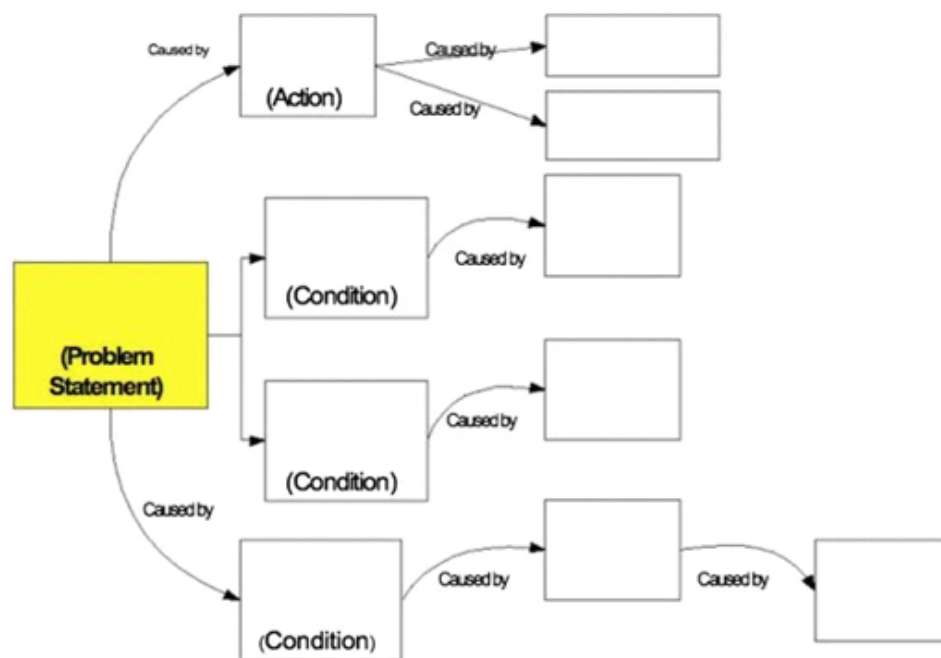 Caused by
(Action)
Caused by
Caused by
(Condition)
Caused by
(Problem
Statement)
(Condition)
Caused by
Caused by
(Condition)
Caused by
Caused by